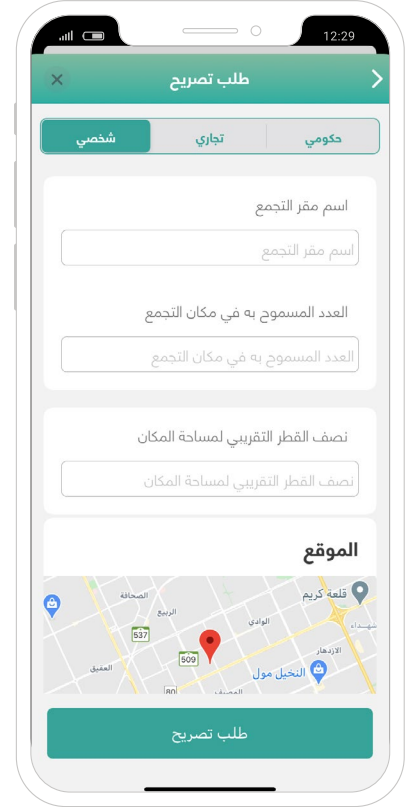 12:29
طلب تصريح
حكومي
تجاري
شخصي
اسم مقر التجمع
اسم مقر التجمع
العدد المسموح به في مكان التجمع
العدد المسموح به في مكان التجمع
نصف القطر التقريبي لمساحة المكان
نصف القطر التقريبي لمساحة المكان
الموقع
قلعة كريم
الصحافة
الربيع
الوادي
537
الازدهار
509
النخيل مول
العقيق
80
طلب تصريح